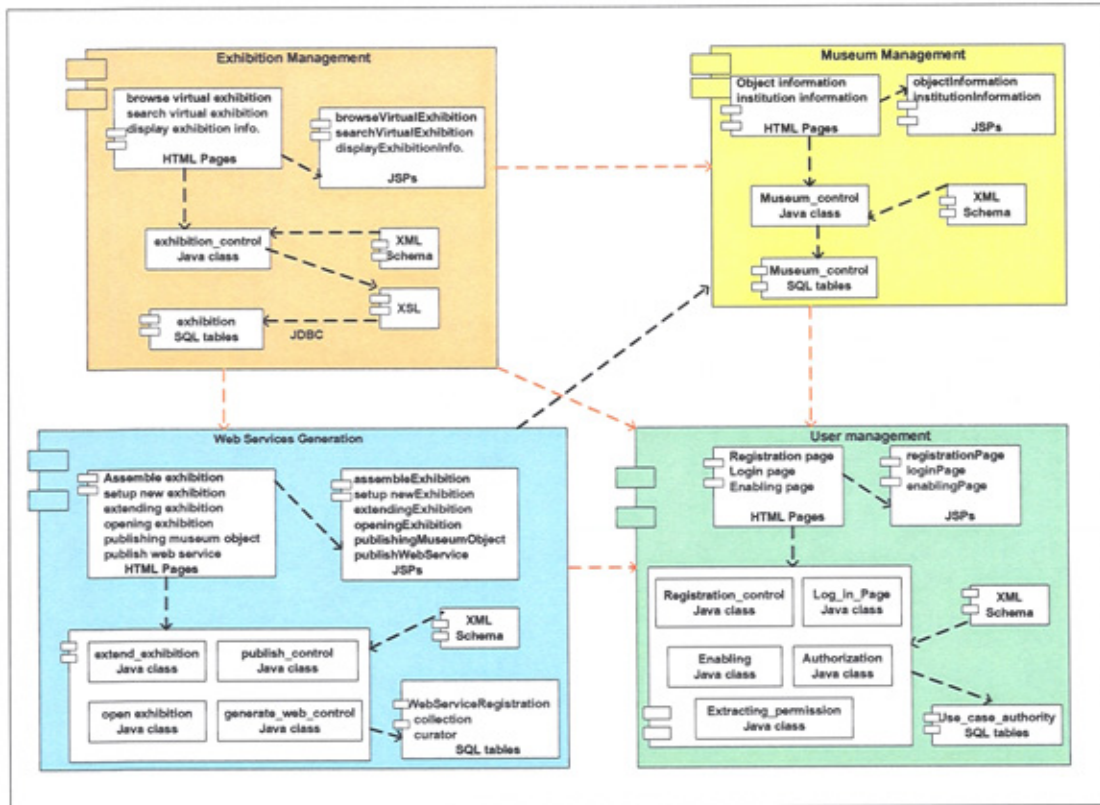 Exhibition Management
browse virtual exhibition
search virtual exhibition
display exhibition info.
HTML Pages
browseVirtualExhibition
searchVirtualExhibition
displayExhibitionInfo.
JSPs
exhibition_control
Java class
XML
Schema
XSL
exhibition
SQL tables
JDBC
Museum Management
Object information
institution information
HTML Pages
objectInformation
institutionInformation
JSPs
Museum_control
Java class
XML
Schema
Museum_control
SQL tables
Web Services Generation
Assemble exhibition
setup new exhibition
extending exhibition
opening exhibition
publishing museum object
publish web service
HTML Pages
assembleExhibition
setup newExhibition
extendingExhibition
openingExhibition
publishingMuseumObject
publishWebService
JSPs
XML
Schema
extend_exhibition
Java class
publish_control
Java class
open exhibition
Java class
generate_web_control
Java class
WebServiceRegistration
collection
curator
SQL tables
User management
Registration page
Login page
Enabling page
HTML Pages
registrationPage
loginPage
enablingPage
JSPs
Registration_control
Java class
Log_in_Page
Java class
XML
Schema
Enabling
Java class
Authorization
Java class
Extracting_permission
Java class
Use_case_authority
SQL tables